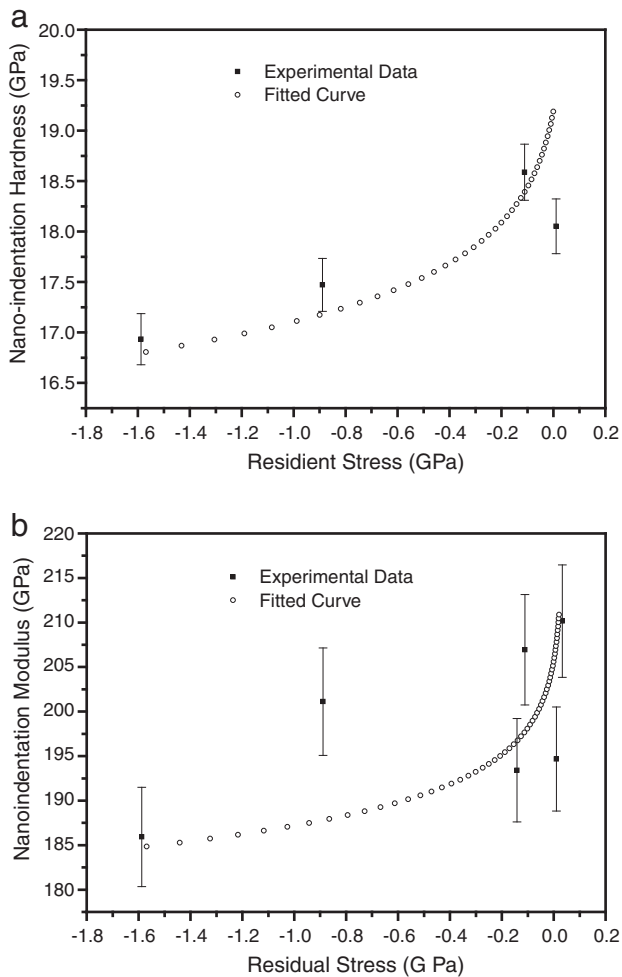 a
20.0
19.5
19.0
18.5
18.0
17.5
17.0
16.5
Nano-indentation Hardness (GPa)
Experimental Data
Fitted Curve
-1.8 -1.6 -1.4 -1.2 -1.0 -0.8 -0.6 -0.4 -0.2 0.0 0.2
Resident Stress (GPa)
b
220
215
210
205
200
195
190
185
180
Nanoindentation Modulus (GPa)
Experimental Data
Fitted Curve
-1.8 -1.6 -1.4 -1.2 -1.0 -0.8 -0.6 -0.4 -0.2 0.0 0.2
Residual Stress (G Pa)